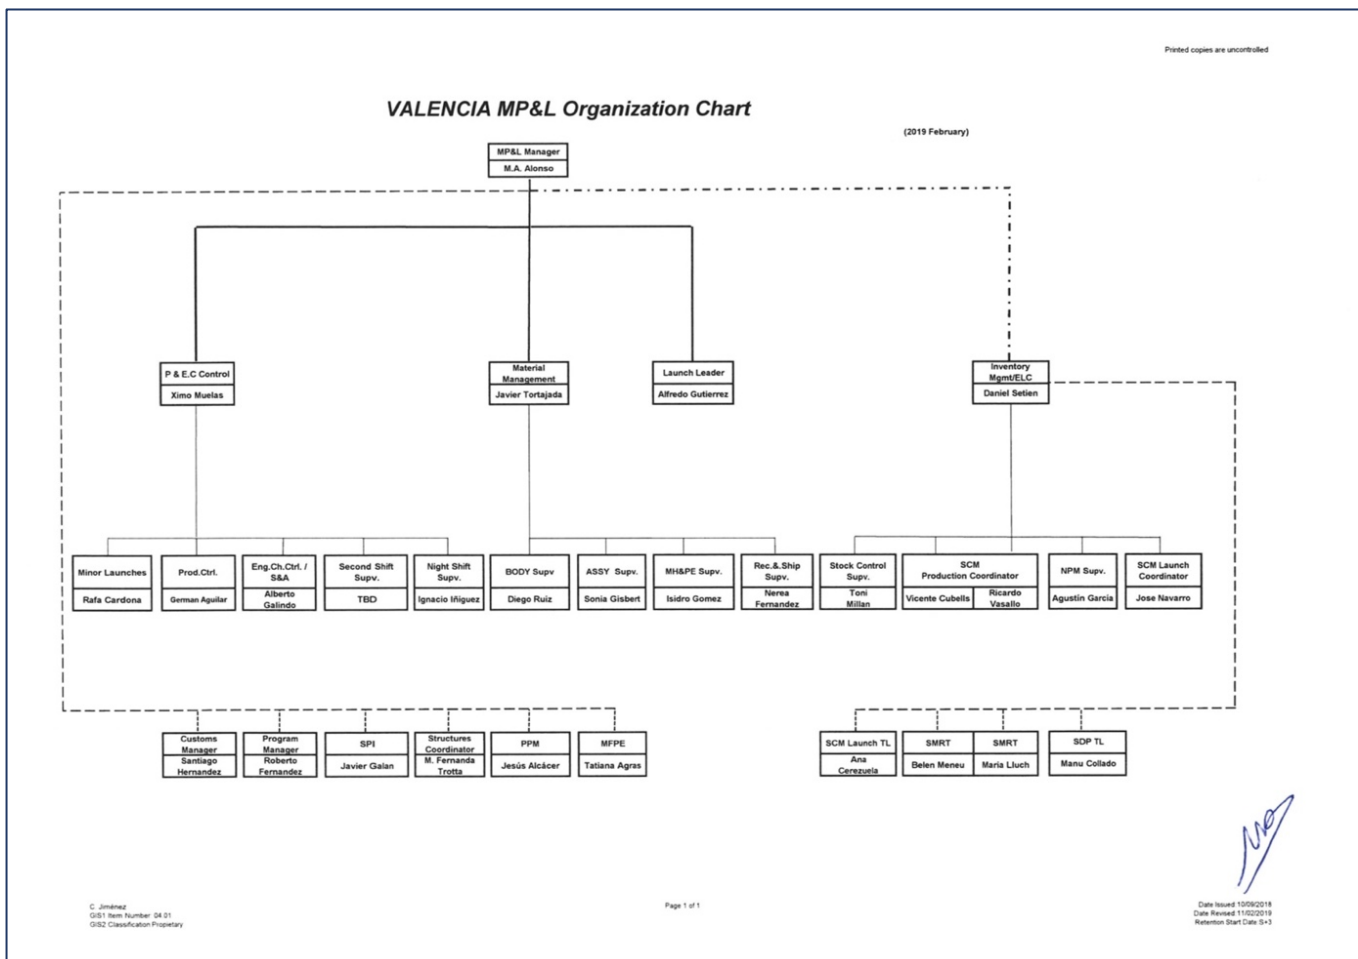 Printed copies are uncontrolled
VALENCIA MP&L Organization Chart
(2019 February)
MP&L Manager
M.A. Alonso
P & E.C Control
Ximo Muelas
Material
Management
Javier Tortajada
Launch Leader
Alfredo Gutierrez
Inventory
Mgmt/ELC
Daniel Setien
Minor Launches
Rafa Cardona
Prod.Ctrl.
German Aguilar
Eng.Ch.Ctrl. /
S&A
Alberto
Galindo
Second Shift
Supv.
TBD
Night Shift
Supv.
Ignacio Iñiguez
BODY Supv
Diego Ruiz
ASSY Supv.
Sonia Gisbert
MH&PE Supv.
Isidro Gomez
Rec.&.Ship
Supv.
Nerea
Fernandez
Stock Control
Supv.
Toni
Millan
SCM
Production Coordinator
Vicente Cubells
Ricardo
Vasallo
NPM Supv.
Agustin Garcia
SCM Launch
Coordinator
Jose Navarro
Customs
Manager
Santiago
Hernandez
Program
Manager
Roberto
Fernandez
SPI
Javier Galan
Structures
Coordinator
M. Fernanda
Trotta
PPM
Jesús Alcácer
MFPE
Tatiana Agras
SCM Launch TL
Ana
Cerezuela
SMRT
Belen Meneu
SMRT
Maria Lluch
SDP TL
Manu Collado
C. Jiménez
GIS1 Item Number: 04.01
GIS2 Classification Propietary
Page 1 of 1
Date Issued:10/09/2018
Date Revised:11/02/2019
Retention Start Date:S+3